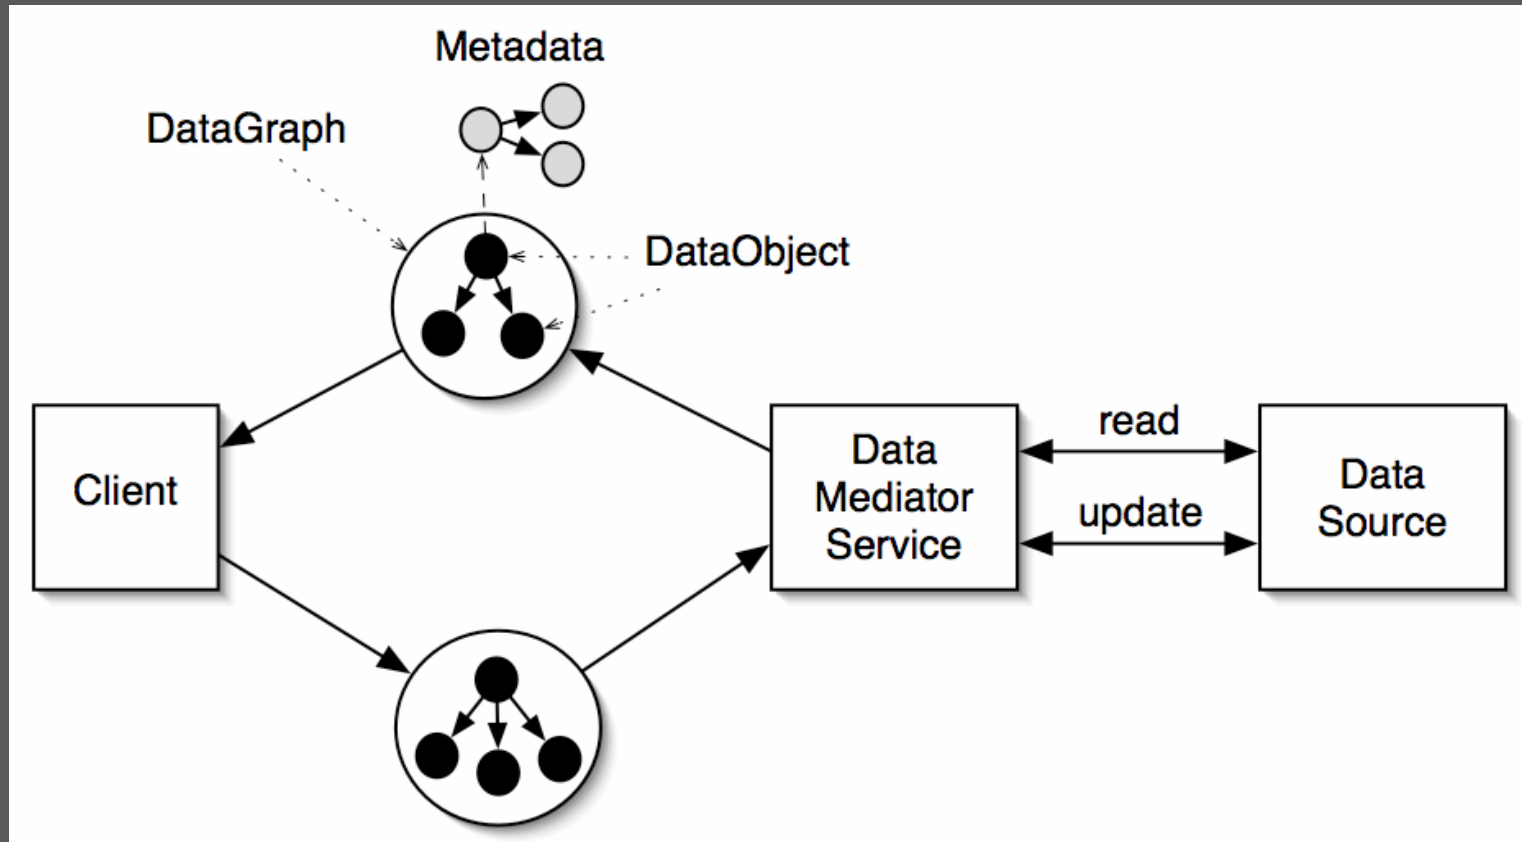 Metadata
DataGraph
DataObject
Client
Data
Mediator
Service
read
update
Data
Source